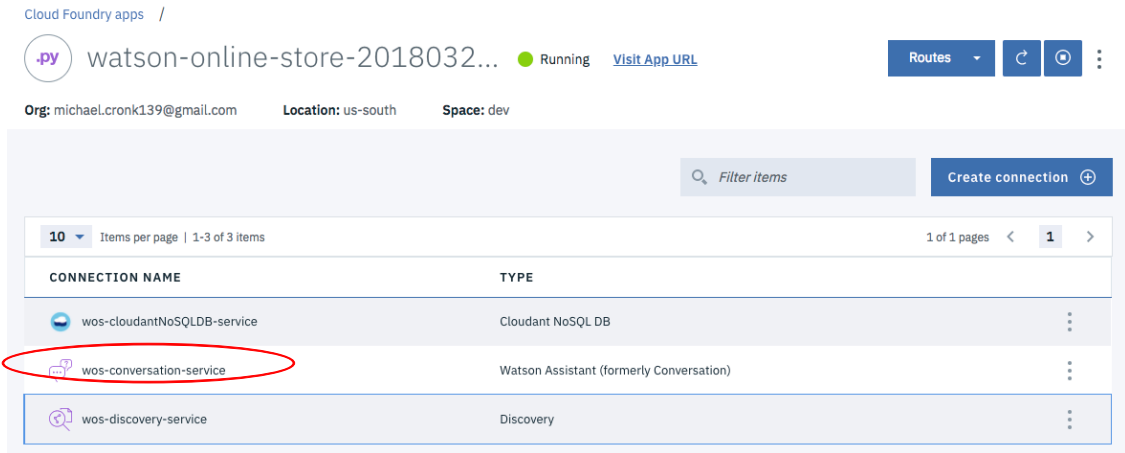 Cloud Foundry apps /
.py watson-online-store-2018032... Running Visit App URL Routes
Org: michael.cronk139@gmail.com Location: us-south Space: dev
Filter items Create connection
10 Items per page | 1-3 of 3 items 1 of 1 pages < 1 >
CONNECTION NAME TYPE
wos-cloudantNoSQLDB-service Cloudant NoSQL DB
wos-conversation-service Watson Assistant (formerly Conversation)
wos-discovery-service Discovery